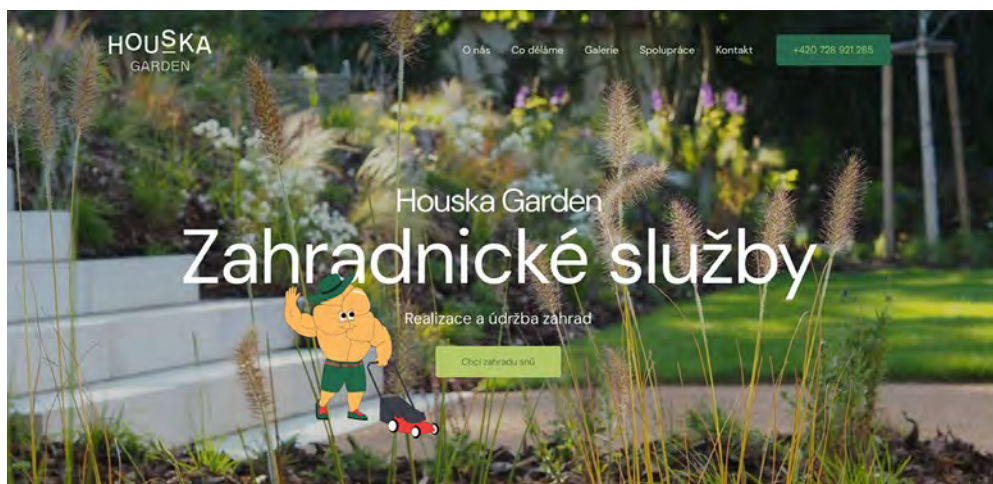 HOUSKA
GARDEN
O nás Co děláme Galerie Spolupráce Kontakt +420 728 921 285
Houska Garden
Zahradnické služby
Realizace a údržba zahrad
Chci zahradu snů